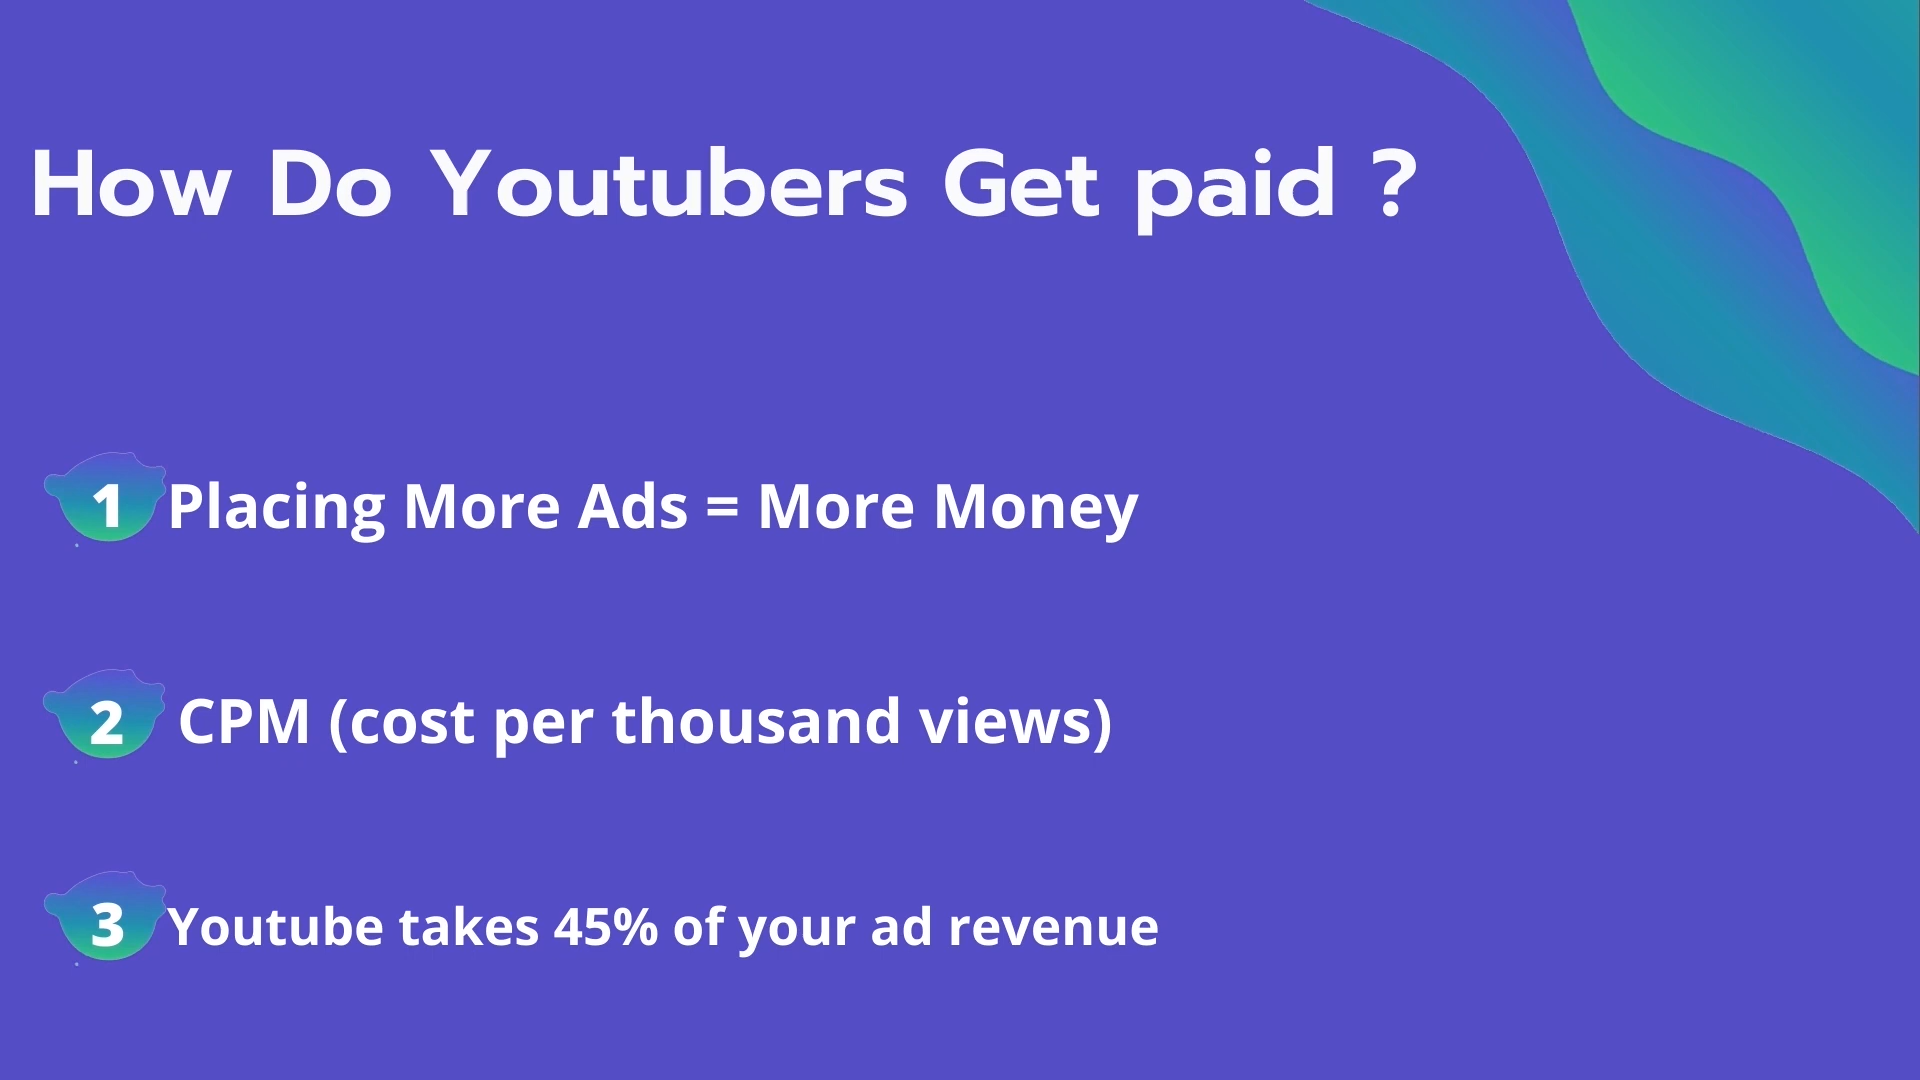 How Do Youtubers Get paid ?
1 Placing More Ads = More Money
2 CPM (cost per thousand views)
3 Youtube takes 45% of your ad revenue